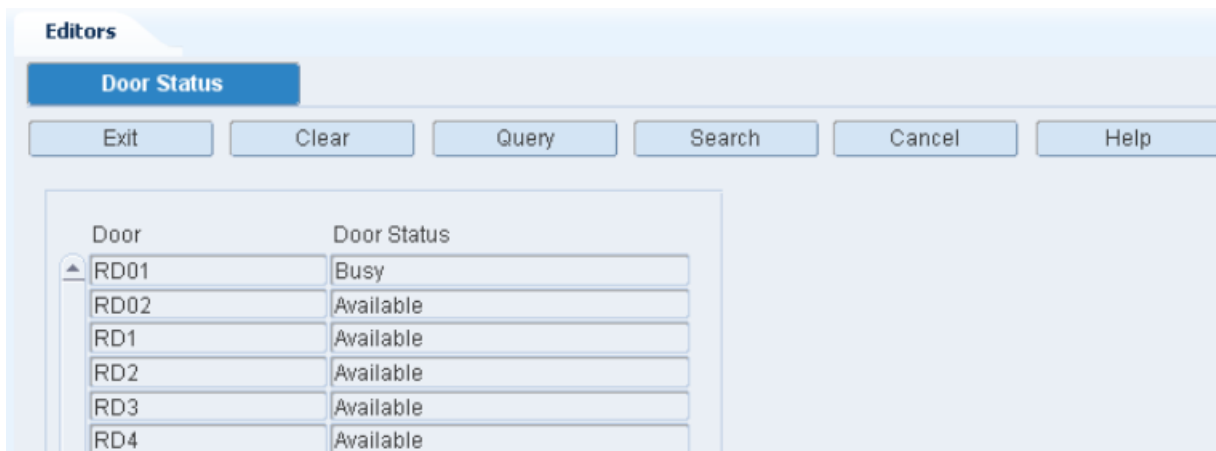 Editors
Door Status
Exit Clear Query Search Cancel Help
Door Door Status
RD01 Busy
RD02 Available
RD1 Available
RD2 Available
RD3 Available
RD4 Available